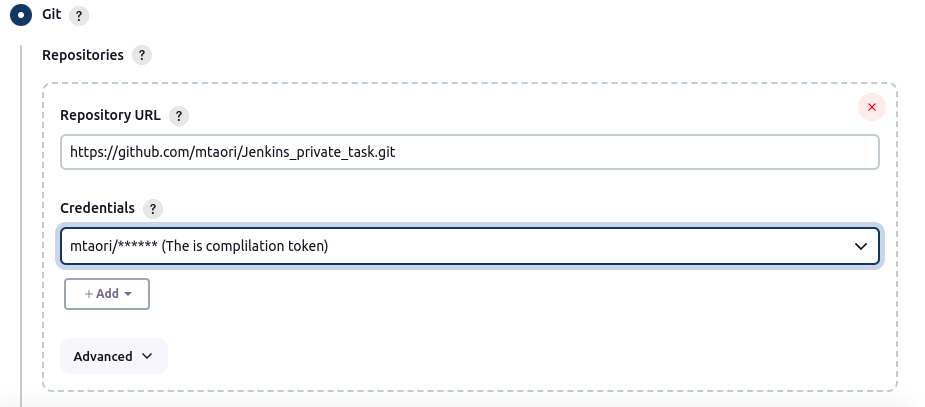 Git ?
Repositories ?
Repository URL ?
https://github.com/mtaori/Jenkins_private_task.git
Credentials ?
mtaori/****** (The is complilation token)
+ Add
Advanced